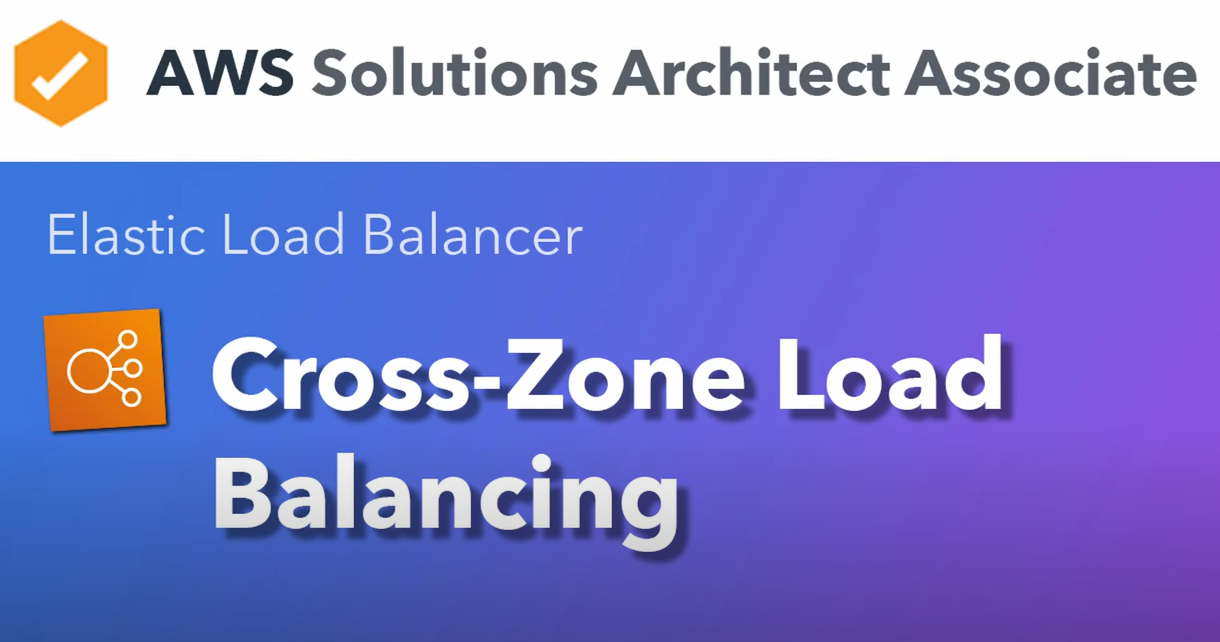 AWS Solutions Architect Associate
Elastic Load Balancer
Cross-Zone Load
Balancing